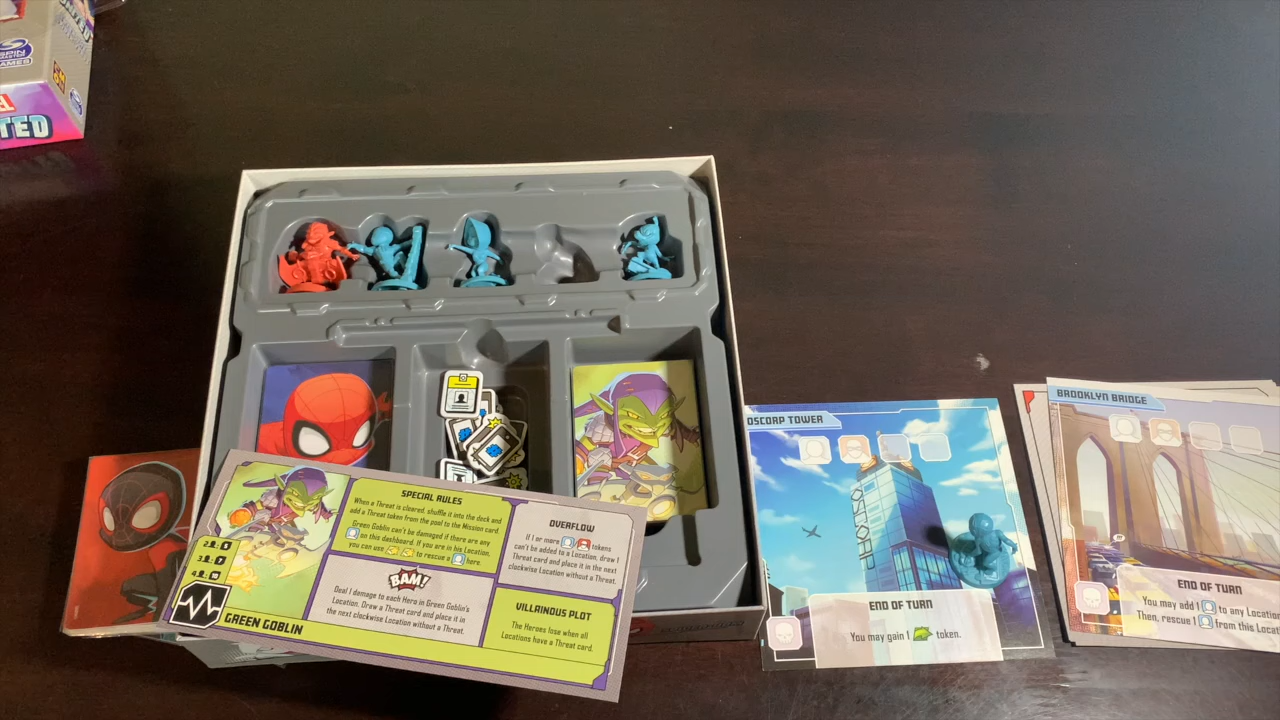 SPIN
MASTER
GAMES
TED
SPECIAL RULES
When a Threat is cleared, shuffle it into the deck and
add a Threat token from the pool to the Mission card.
Green Goblin can't be damaged if there are any
on this dashboard. If you are in his Location,
you can use to rescue a here.
BAM!
Deal 1 damage to each Hero in Green Goblin's
Location. Draw a Threat card and place it in
the next clockwise Location without a Threat.
OVERFLOW
If 1 or more tokens
can't be added to a Location, draw 1
Threat card and place it in the next
clockwise Location without a Threat.
VILLAINOUS PLOT
The Heroes lose when all
Locations have a Threat card.
GREEN GOBLIN
OSCORP TOWER
OSCORP
END OF TURN
You may gain 1 token.
BROOKLYN BRIDGE
END OF TURN
You may add 1 to any Location
Then, rescue 1 from this Loca